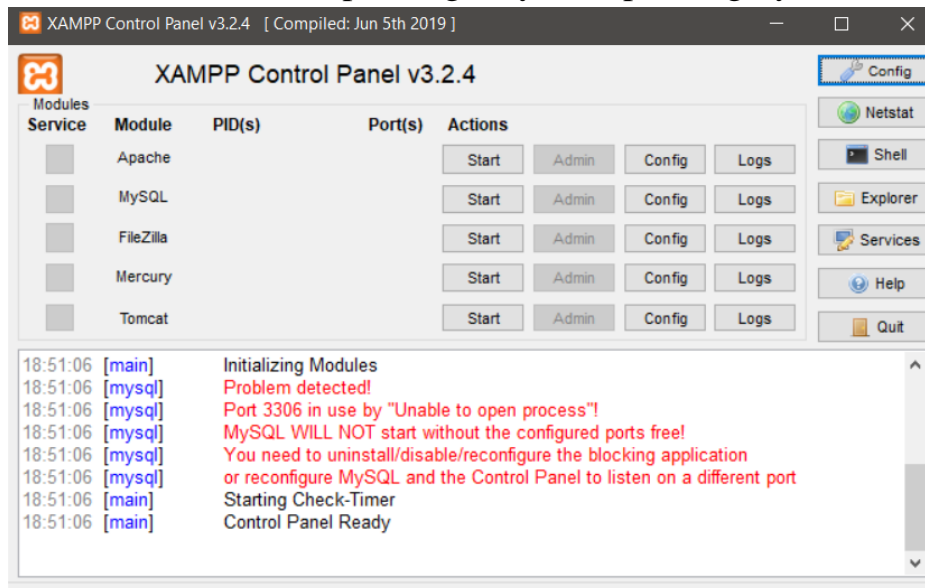 XAMPP Control Panel v3.2.4 [ Compiled: Jun 5th 2019 ]
XAMPP Control Panel v3.2.4
Config
Modules
Service Module PID(s) Port(s) Actions
Netstat
Apache Start Admin Config Logs
Shell
MySQL Start Admin Config Logs
Explorer
FileZilla Start Admin Config Logs
Services
Mercury Start Admin Config Logs
Help
Tomcat Start Admin Config Logs
Quit
18:51:06 [main] Initializing Modules
18:51:06 [mysql] Problem detected!
18:51:06 [mysql] Port 3306 in use by "Unable to open process"!
18:51:06 [mysql] MySQL WILL NOT start without the configured ports free!
18:51:06 [mysql] You need to uninstall/disable/reconfigure the blocking application
18:51:06 [mysql] or reconfigure MySQL and the Control Panel to listen on a different port
18:51:06 [main] Starting Check-Timer
18:51:06 [main] Control Panel Ready